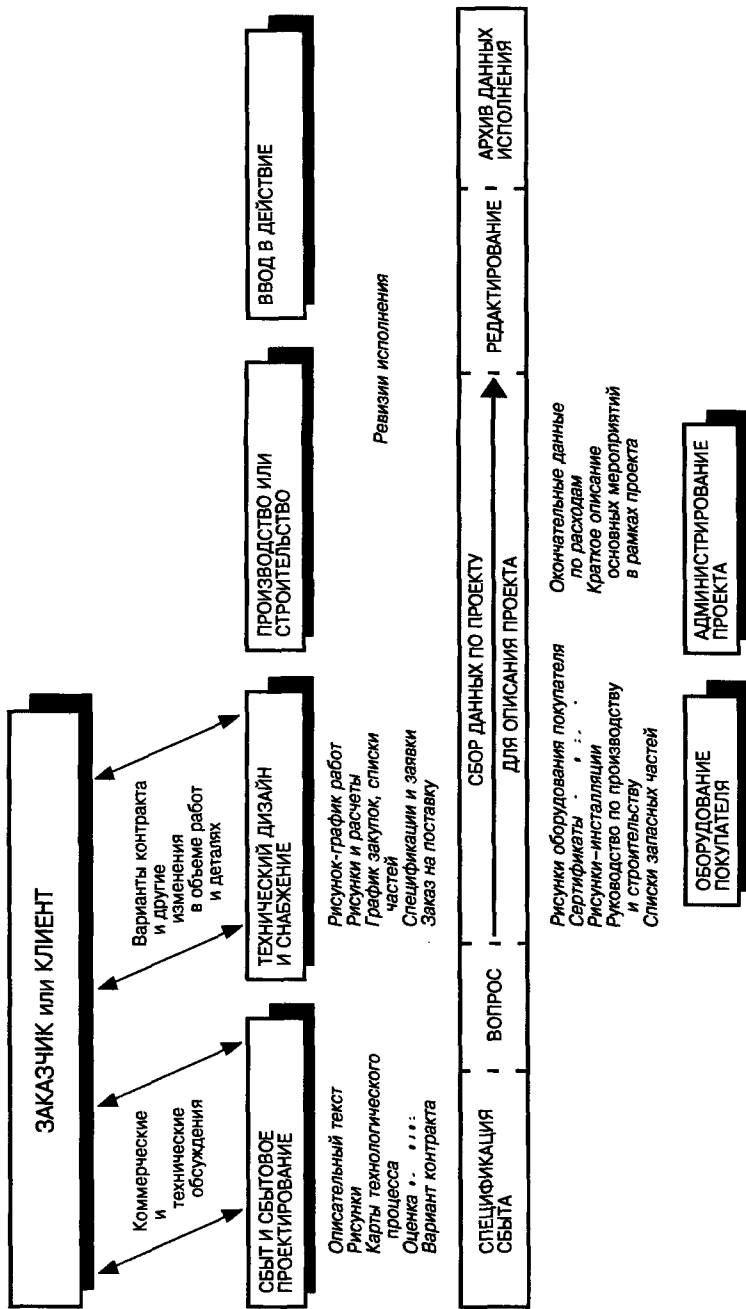 ЗАКАЗЧИК или КЛИЕНТ
Коммерческие
и
технические
обсуждения
Варианты контракта
и другие
изменения
в объеме работ
и деталях
СБЫТ И СБЫТОВОЕ
ПРОЕКТИРОВАНИЕ
ТЕХНИЧЕСКИЙ ДИЗАЙН
И СНАБЖЕНИЕ
ПРОИЗВОДСТВО ИЛИ
СТРОИТЕЛЬСТВО
ВВОД В ДЕЙСТВИЕ
Описательный текст
Рисунки
Карты технологического
процесса
Оценка
Вариант контракта
Рисунок-график работ
Рисунки и расчеты
График закупок, списки
частей
Спецификации и заявки
Заказ на поставку
Ревизии исполнения
СПЕЦИФИКАЦИЯ
СБЫТА
ВОПРОС
СБОР ДАННЫХ ПО ПРОЕКТУ
ДЛЯ ОПИСАНИЯ ПРОЕКТА
РЕДАКТИРОВАНИЕ
АРХИВ ДАННЫХ
ИСПОЛНЕНИЯ
Рисунки оборудования покупателя
Сертификаты
Рисунки-инсталляции
Руководство по производству
и строительству
Списки запасных частей
Окончательные данные
по расходам
Краткое описание
основных мероприятий
в рамках проекта
ОБОРУДОВАНИЕ
ПОКУПАТЕЛЯ
АДМИНИСТРИРОВАНИЕ
ПРОЕКТА